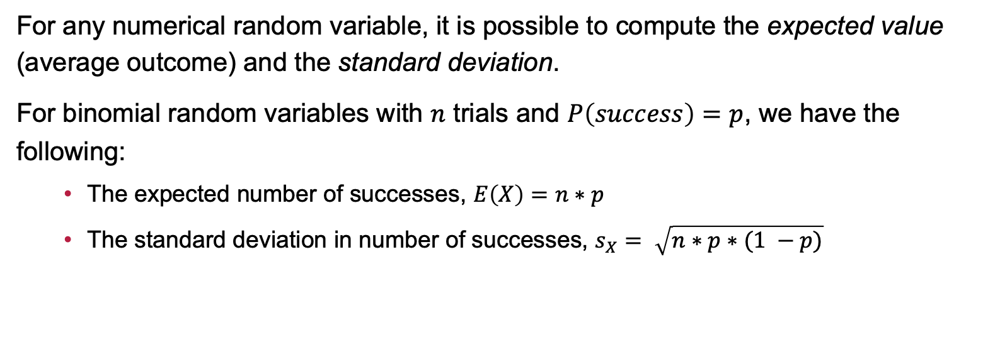 For any numerical random variable, it is possible to compute the expected value
(average outcome) and the standard deviation.
For binomial random variables with n trials and P(success) = p, we have the
following:
• The expected number of successes, E(X) = n * p
• The standard deviation in number of successes, s_X = √(n * p * (1 − p))